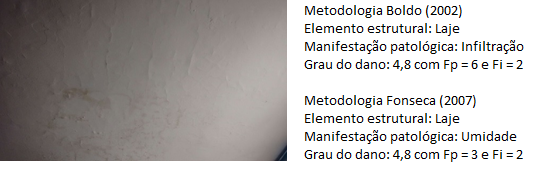 Metodologia Boldo (2002)
Elemento estrutural: Laje
Manifestação patológica: Infiltração
Grau do dano: 4,8 com Fp = 6 e Fi = 2
Metodologia Fonseca (2007)
Elemento estrutural: Laje
Manifestação patológica: Umidade
Grau do dano: 4,8 com Fp = 3 e Fi = 2